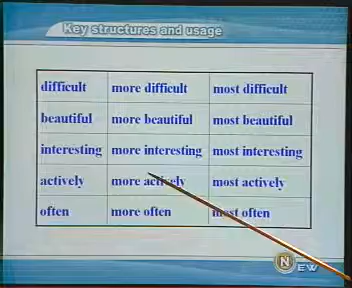 Key structures and usage
difficult more difficult most difficult
beautiful more beautiful most beautiful
interesting more interesting most interesting
actively more actively most actively
often more often most often
N EW